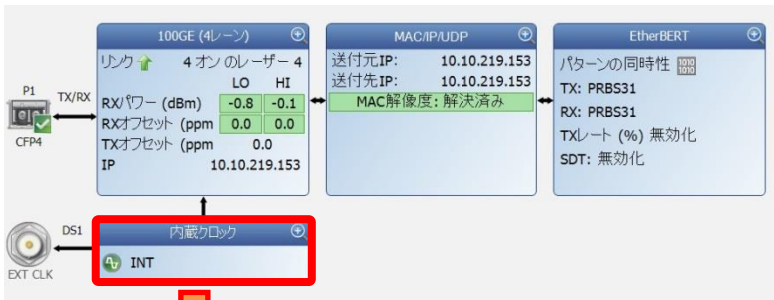 100GE (4レーン)
リンク 4 オン のレーザー 4
LO HI
RXパワー (dBm) -0.8 -0.1
RXオフセット (ppm 0.0 0.0
TXオフセット (ppm 0.0
IP 10.10.219.153
MAC/IP/UDP
送付元IP: 10.10.219.153
送付先IP: 10.10.219.153
MAC解像度: 解決済み
EtherBERT
パターンの同時性
TX: PRBS31
RX: PRBS31
TXレート (%) 無効化
SDT: 無効化
P1
TX/RX
CFP4
DS1
EXT CLK
内蔵クロック
INT